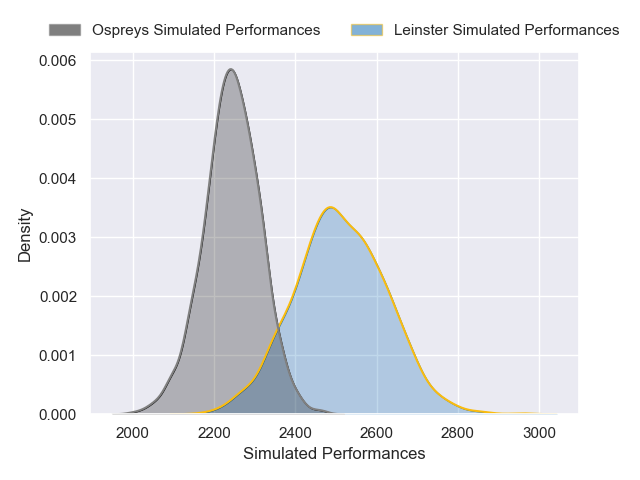 Ospreys Simulated Performances Leinster Simulated Performances
0.006
0.005
0.004
0.003
0.002
0.001
0.000
Density
2000 2200 2400 2600 2800 3000
Simulated Performances